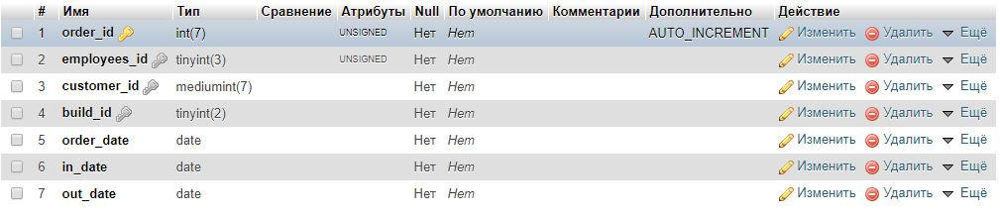 # Имя Тип Сравнение Атрибуты Null По умолчанию Комментарии Дополнительно Действие
1 order_id int(7) UNSIGNED Нет Нет AUTO_INCREMENT Изменить Удалить Ещё
2 employees_id tinyint(3) UNSIGNED Нет Нет Изменить Удалить Ещё
3 customer_id mediumint(7) Нет Нет Изменить Удалить Ещё
4 build_id tinyint(2) Нет Нет Изменить Удалить Ещё
5 order_date date Нет Нет Изменить Удалить Ещё
6 in_date date Нет Нет Изменить Удалить Ещё
7 out_date date Нет Нет Изменить Удалить Ещё